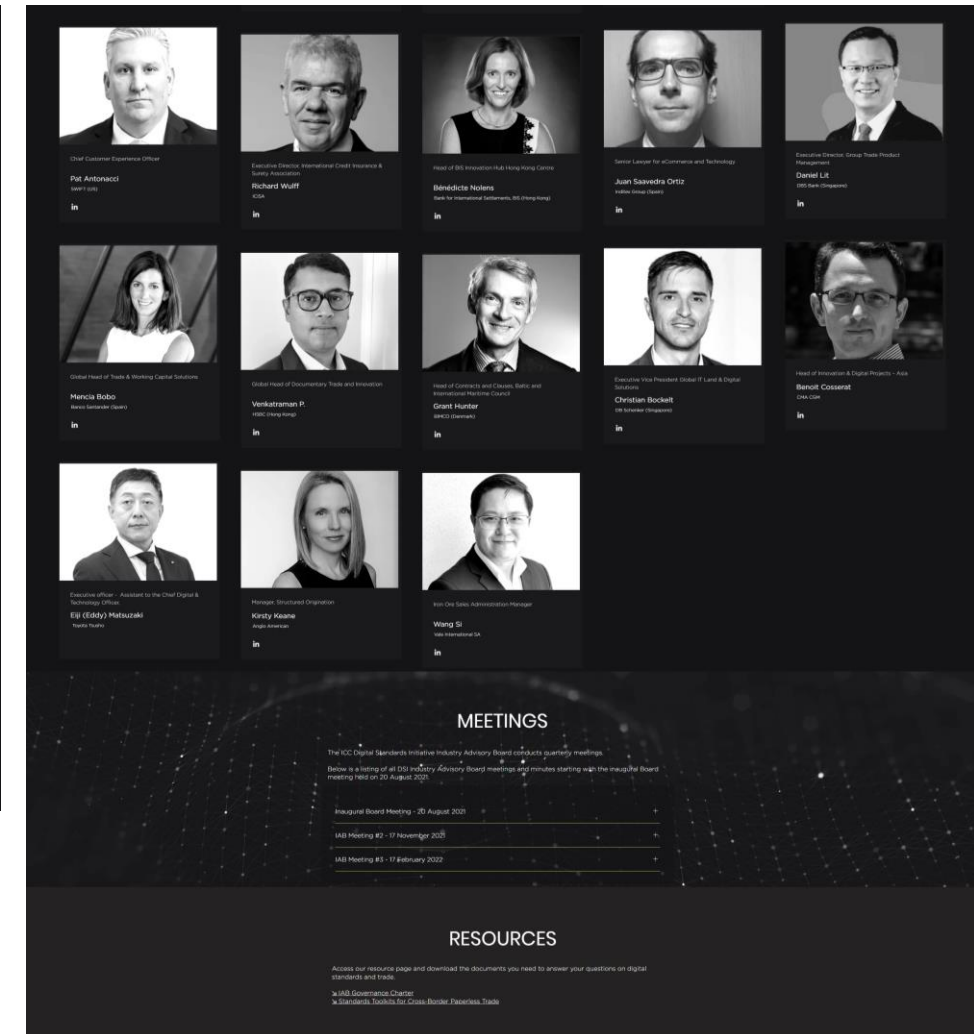 Chief Customer Experience Officer
Pat Antonacci
SWIFT (US)
in
Executive Director, International Credit Insurance &
Surety Association
Richard Wulff
ICISA
in
Head of BIS Innovation Hub Hong Kong Centre
Bénédicte Nolens
Bank for International Settlements, BIS (Hong Kong)
in
Senior Lawyer for eCommerce and Technology
Juan Saavedra Ortiz
Inditex Group (Spain)
in
Executive Director, Group Trade Product
Management
Daniel Lit
DBS Bank (Singapore)
in
Global Head of Trade & Working Capital Solutions
Mencia Bobo
Banco Santander (Spain)
in
Global Head of Documentary Trade and Innovation
Venkatraman P.
HSBC (Hong Kong)
in
Head of Contracts and Clauses, Baltic and
International Maritime Council
Grant Hunter
BIMCO (Denmark)
in
Executive Vice President Global IT Land & Digital
Solutions
Christian Bockelt
DB Schenker (Singapore)
in
Head of Innovation & Digital Projects - Asia
Benoit Cosserat
CMA CGM
in
Executive officer - Assistant to the Chief Digital &
Technology Officer.
Eiji (Eddy) Matsuzaki
Toyota Tsusho
Manager, Structured Origination
Kirsty Keane
Anglo American
in
Iron Ore Sales Administration Manager
Wang Si
Vale International SA
in
MEETINGS
The ICC Digital Standards Initiative Industry Advisory Board conducts quarterly meetings.
Below is a listing of all DSI Industry Advisory Board meetings and minutes starting with the inaugural Board
meeting held on 20 August 2021.
Inaugural Board Meeting - 20 August 2021 +
IAB Meeting #2 - 17 November 2021 +
IAB Meeting #3 - 17 February 2022 +
RESOURCES
Access our resource page and download the documents you need to answer your questions on digital
standards and trade.
IAB Governance Charter
Standards Toolkits for Cross-Border Paperless Trade